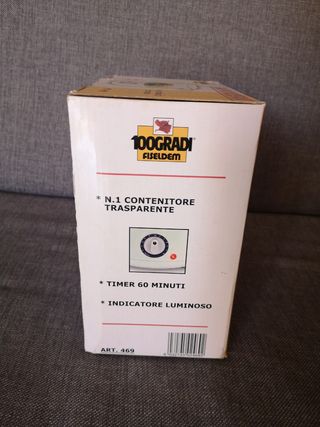 100GRADI
FISELDEM
* N.1 CONTENITORE
TRASPARENTE
* TIMER 60 MINUTI
* INDICATORE LUMINOSO
ART. 469